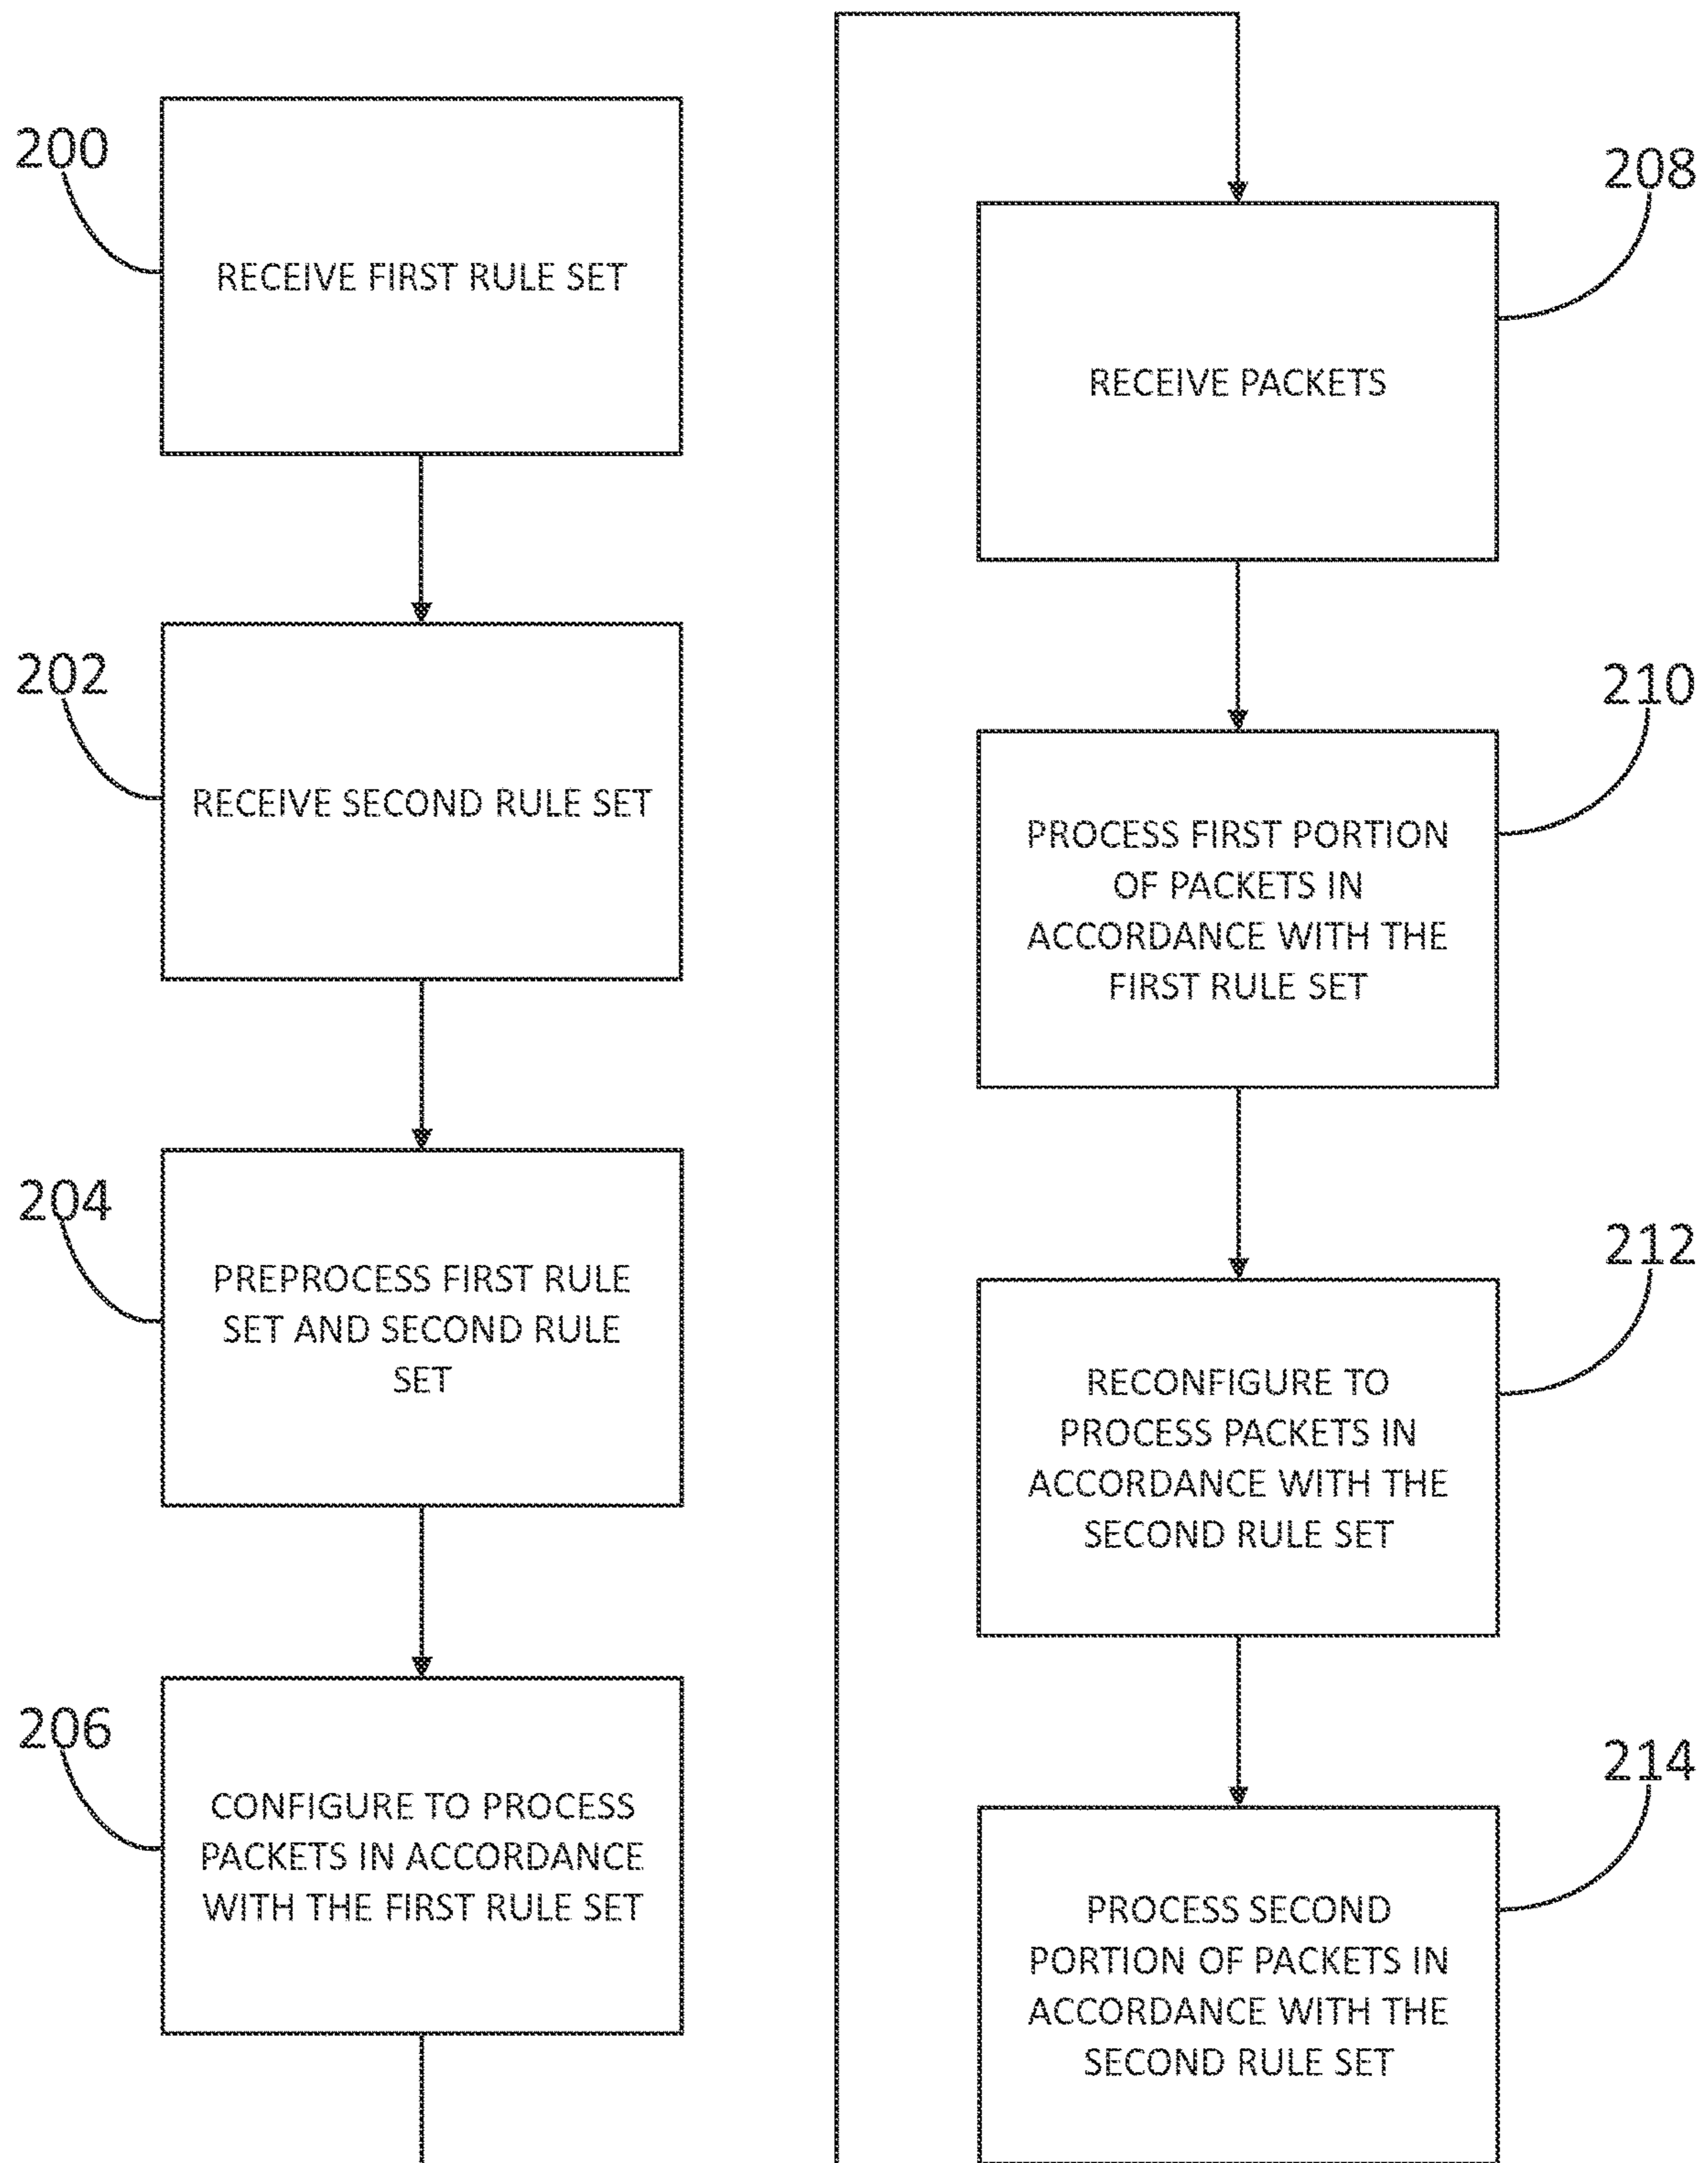 200
RECEIVE FIRST RULE SET
202
RECEIVE SECOND RULE SET
204
PREPROCESS FIRST RULE
SET AND SECOND RULE
SET
206
CONFIGURE TO PROCESS
PACKETS IN ACCORDANCE
WITH THE FIRST RULE SET
208
RECEIVE PACKETS
210
PROCESS FIRST PORTION
OF PACKETS IN
ACCORDANCE WITH THE
FIRST RULE SET
212
RECONFIGURE TO
PROCESS PACKETS IN
ACCORDANCE WITH THE
SECOND RULE SET
214
PROCESS SECOND
PORTION OF PACKETS IN
ACCORDANCE WITH THE
SECOND RULE SET